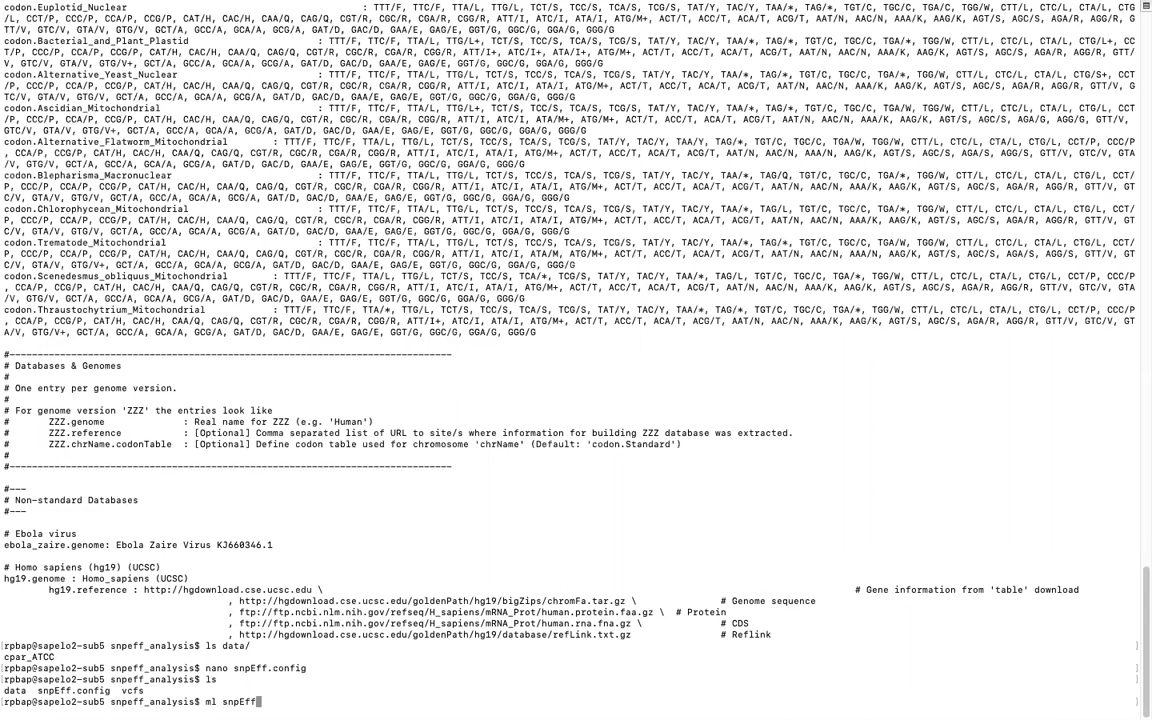 codon.Euplotid_Nuclear : TTT/F, TTC/F, TTA/L, TTG/L, TCT/S, TCC/S, TCA/S, TCG/S, TAT/Y, TAC/Y, TAA/*, TAG/*, TGT/C, TGC/C, TGA/C, TGG/W, CTT/L, CTC/L, CTA/L, CTG
/L, CCT/P, CCC/P, CCA/P, CCG/P, CAT/H, CAC/H, CAA/Q, CAG/Q, CGT/R, CGC/R, CGA/R, CGG/R, ATT/I, ATC/I, ATA/I, ATG/M+, ACT/T, ACC/T, ACA/T, ACG/T, AAT/N, AAC/N, AAA/K, AAG/K, AGT/S, AGC/S, AGA/R, AGG/R, G
TT/V, GTC/V, GTA/V, GTG/V, GCT/A, GCC/A, GCA/A, GCG/A, GAT/D, GAC/D, GAA/E, GAG/E, GGT/G, GGC/G, GGA/G, GGG/G
codon.Bacterial_and_Plant_Plastid : TTT/F, TTC/F, TTA/L, TTG/L+, TCT/S, TCC/S, TCA/S, TCG/S, TAT/Y, TAC/Y, TAA/*, TAG/*, TGT/C, TGC/C, TGA/*, TGG/W, CTT/L, CTC/L, CTA/L, CTG/L+, CC
T/P, CCC/P, CCA/P, CCG/P, CAT/H, CAC/H, CAA/Q, CAG/Q, CGT/R, CGC/R, CGA/R, CGG/R, ATT/I+, ATC/I+, ATA/I+, ATG/M+, ACT/T, ACC/T, ACA/T, ACG/T, AAT/N, AAC/N, AAA/K, AAG/K, AGT/S, AGC/S, AGA/R, AGG/R, GTT/
V, GTC/V, GTA/V, GTG/V+, GCT/A, GCC/A, GCA/A, GCG/A, GAT/D, GAC/D, GAA/E, GAG/E, GGT/G, GGC/G, GGA/G, GGG/G
codon.Alternative_Yeast_Nuclear : TTT/F, TTC/F, TTA/L, TTG/L, TCT/S, TCC/S, TCA/S, TCG/S, TAT/Y, TAC/Y, TAA/*, TAG/*, TGT/C, TGC/C, TGA/*, TGG/W, CTT/L, CTC/L, CTA/L, CTG/S+, CCT
/P, CCC/P, CCA/P, CCG/P, CAT/H, CAC/H, CAA/Q, CAG/Q, CGT/R, CGC/R, CGA/R, CGG/R, ATT/I, ATC/I, ATA/I, ATG/M+, ACT/T, ACC/T, ACA/T, ACG/T, AAT/N, AAC/N, AAA/K, AAG/K, AGT/S, AGC/S, AGA/R, AGG/R, GTT/V, G
TC/V, GTA/V, GTG/V, GCT/A, GCC/A, GCA/A, GCG/A, GAT/D, GAC/D, GAA/E, GAG/E, GGT/G, GGC/G, GGA/G, GGG/G
codon.Ascidian_Mitochondrial : TTT/F, TTC/F, TTA/L, TTG/L+, TCT/S, TCC/S, TCA/S, TCG/S, TAT/Y, TAC/Y, TAA/*, TAG/*, TGT/C, TGC/C, TGA/W, TGG/W, CTT/L, CTC/L, CTA/L, CTG/L, CCT
/P, CCC/P, CCA/P, CCG/P, CAT/H, CAC/H, CAA/Q, CAG/Q, CGT/R, CGC/R, CGA/R, CGG/R, ATT/I, ATC/I, ATA/M+, ATG/M+, ACT/T, ACC/T, ACA/T, ACG/T, AAT/N, AAC/N, AAA/K, AAG/K, AGT/S, AGC/S, AGA/G, AGG/G, GTT/V,
GTC/V, GTA/V, GTG/V+, GCT/A, GCC/A, GCA/A, GCG/A, GAT/D, GAC/D, GAA/E, GAG/E, GGT/G, GGC/G, GGA/G, GGG/G
codon.Alternative_Flatworm_Mitochondrial : TTT/F, TTC/F, TTA/L, TTG/L, TCT/S, TCC/S, TCA/S, TCG/S, TAT/Y, TAC/Y, TAA/Y, TAG/*, TGT/C, TGC/C, TGA/W, TGG/W, CTT/L, CTC/L, CTA/L, CTG/L, CCT/P, CCC/P
, CCA/P, CCG/P, CAT/H, CAC/H, CAA/Q, CAG/Q, CGT/R, CGC/R, CGA/R, CGG/R, ATT/I, ATC/I, ATA/I, ATG/M+, ACT/T, ACC/T, ACA/T, ACG/T, AAT/N, AAC/N, AAA/N, AAG/K, AGT/S, AGC/S, AGA/S, AGG/S, GTT/V, GTC/V, GTA
/V, GTG/V, GCT/A, GCC/A, GCA/A, GCG/A, GAT/D, GAC/D, GAA/E, GAG/E, GGT/G, GGC/G, GGA/G, GGG/G
codon.Blepharisma_Macronuclear : TTT/F, TTC/F, TTA/L, TTG/L, TCT/S, TCC/S, TCA/S, TCG/S, TAT/Y, TAC/Y, TAA/*, TAG/Q, TGT/C, TGC/C, TGA/*, TGG/W, CTT/L, CTC/L, CTA/L, CTG/L, CCT/
P, CCC/P, CCA/P, CCG/P, CAT/H, CAC/H, CAA/Q, CAG/Q, CGT/R, CGC/R, CGA/R, CGG/R, ATT/I, ATC/I, ATA/I, ATG/M+, ACT/T, ACC/T, ACA/T, ACG/T, AAT/N, AAC/N, AAA/K, AAG/K, AGT/S, AGC/S, AGA/R, AGG/R, GTT/V, GT
C/V, GTA/V, GTG/V, GCT/A, GCC/A, GCA/A, GCG/A, GAT/D, GAC/D, GAA/E, GAG/E, GGT/G, GGC/G, GGA/G, GGG/G
codon.Chlorophycean_Mitochondrial : TTT/F, TTC/F, TTA/L, TTG/L, TCT/S, TCC/S, TCA/S, TCG/S, TAT/Y, TAC/Y, TAA/*, TAG/L, TGT/C, TGC/C, TGA/*, TGG/W, CTT/L, CTC/L, CTA/L, CTG/L, CCT/
P, CCC/P, CCA/P, CCG/P, CAT/H, CAC/H, CAA/Q, CAG/Q, CGT/R, CGC/R, CGA/R, CGG/R, ATT/I, ATC/I, ATA/I, ATG/M+, ACT/T, ACC/T, ACA/T, ACG/T, AAT/N, AAC/N, AAA/K, AAG/K, AGT/S, AGC/S, AGA/R, AGG/R, GTT/V, GT
C/V, GTA/V, GTG/V, GCT/A, GCC/A, GCA/A, GCG/A, GAT/D, GAC/D, GAA/E, GAG/E, GGT/G, GGC/G, GGA/G, GGG/G
codon.Trematode_Mitochondrial : TTT/F, TTC/F, TTA/L, TTG/L, TCT/S, TCC/S, TCA/S, TCG/S, TAT/Y, TAC/Y, TAA/*, TAG/*, TGT/C, TGC/C, TGA/W, TGG/W, CTT/L, CTC/L, CTA/L, CTG/L, CCT/
P, CCC/P, CCA/P, CCG/P, CAT/H, CAC/H, CAA/Q, CAG/Q, CGT/R, CGC/R, CGA/R, CGG/R, ATT/I, ATC/I, ATA/M, ATG/M+, ACT/T, ACC/T, ACA/T, ACG/T, AAT/N, AAC/N, AAA/N, AAG/K, AGT/S, AGC/S, AGA/S, AGG/S, GTT/V, GT
C/V, GTA/V, GTG/V+, GCT/A, GCC/A, GCA/A, GCG/A, GAT/D, GAC/D, GAA/E, GAG/E, GGT/G, GGC/G, GGA/G, GGG/G
codon.Scenedesmus_obliquus_Mitochondrial : TTT/F, TTC/F, TTA/L, TTG/L, TCT/S, TCC/S, TCA/*, TCG/S, TAT/Y, TAC/Y, TAA/*, TAG/L, TGT/C, TGC/C, TGA/*, TGG/W, CTT/L, CTC/L, CTA/L, CTG/L, CCT/P, CCC/P
, CCA/P, CCG/P, CAT/H, CAC/H, CAA/Q, CAG/Q, CGT/R, CGC/R, CGA/R, CGG/R, ATT/I, ATC/I, ATA/I, ATG/M+, ACT/T, ACC/T, ACA/T, ACG/T, AAT/N, AAC/N, AAA/K, AAG/K, AGT/S, AGC/S, AGA/R, AGG/R, GTT/V, GTC/V, GTA
/V, GTG/V, GCT/A, GCC/A, GCA/A, GCG/A, GAT/D, GAC/D, GAA/E, GAG/E, GGT/G, GGC/G, GGA/G, GGG/G
codon.Thraustochytrium_Mitochondrial : TTT/F, TTC/F, TTA/*, TTG/L, TCT/S, TCC/S, TCA/S, TCG/S, TAT/Y, TAC/Y, TAA/*, TAG/*, TGT/C, TGC/C, TGA/*, TGG/W, CTT/L, CTC/L, CTA/L, CTG/L, CCT/P, CCC/P
, CCA/P, CCG/P, CAT/H, CAC/H, CAA/Q, CAG/Q, CGT/R, CGC/R, CGA/R, CGG/R, ATT/I+, ATC/I, ATA/I, ATG/M+, ACT/T, ACC/T, ACA/T, ACG/T, AAT/N, AAC/N, AAA/K, AAG/K, AGT/S, AGC/S, AGA/R, AGG/R, GTT/V, GTC/V, GT
A/V, GTG/V+, GCT/A, GCC/A, GCA/A, GCG/A, GAT/D, GAC/D, GAA/E, GAG/E, GGT/G, GGC/G, GGA/G, GGG/G
#-------------------------------------------------------------------------------
# Databases & Genomes
#
# One entry per genome version.
#
# For genome version 'ZZZ' the entries look like
# ZZZ.genome : Real name for ZZZ (e.g. 'Human')
# ZZZ.reference : [Optional] Comma separated list of URL to site/s where information for building ZZZ database was extracted.
# ZZZ.chrName.codonTable : [Optional] Define codon table used for chromosome 'chrName' (Default: 'codon.Standard')
#
#-------------------------------------------------------------------------------
#---
# Non-standard Databases
#---
# Ebola virus
ebola_zaire.genome: Ebola Zaire Virus KJ660346.1
# Homo sapiens (hg19) (UCSC)
hg19.genome : Homo_sapiens (UCSC)
hg19.reference : http://hgdownload.cse.ucsc.edu \ # Gene information from 'table' download
, http://hgdownload.cse.ucsc.edu/goldenPath/hg19/bigZips/chromFa.tar.gz \ # Genome sequence
, ftp://ftp.ncbi.nlm.nih.gov/refseq/H_sapiens/mRNA_Prot/human.protein.faa.gz \ # Protein
, ftp://ftp.ncbi.nlm.nih.gov/refseq/H_sapiens/mRNA_Prot/human.rna.fna.gz \ # CDS
, http://hgdownload.cse.ucsc.edu/goldenPath/hg19/database/refLink.txt.gz # Reflink
[rpbap@sapelo2-sub5 snpeff_analysis$ ls data/ ]
cpar_ATCC
[rpbap@sapelo2-sub5 snpeff_analysis$ nano snpEff.config ]
[rpbap@sapelo2-sub5 snpeff_analysis$ ls ]
data snpEff.config vcfs
[rpbap@sapelo2-sub5 snpeff_analysis$ ml snpEff ]